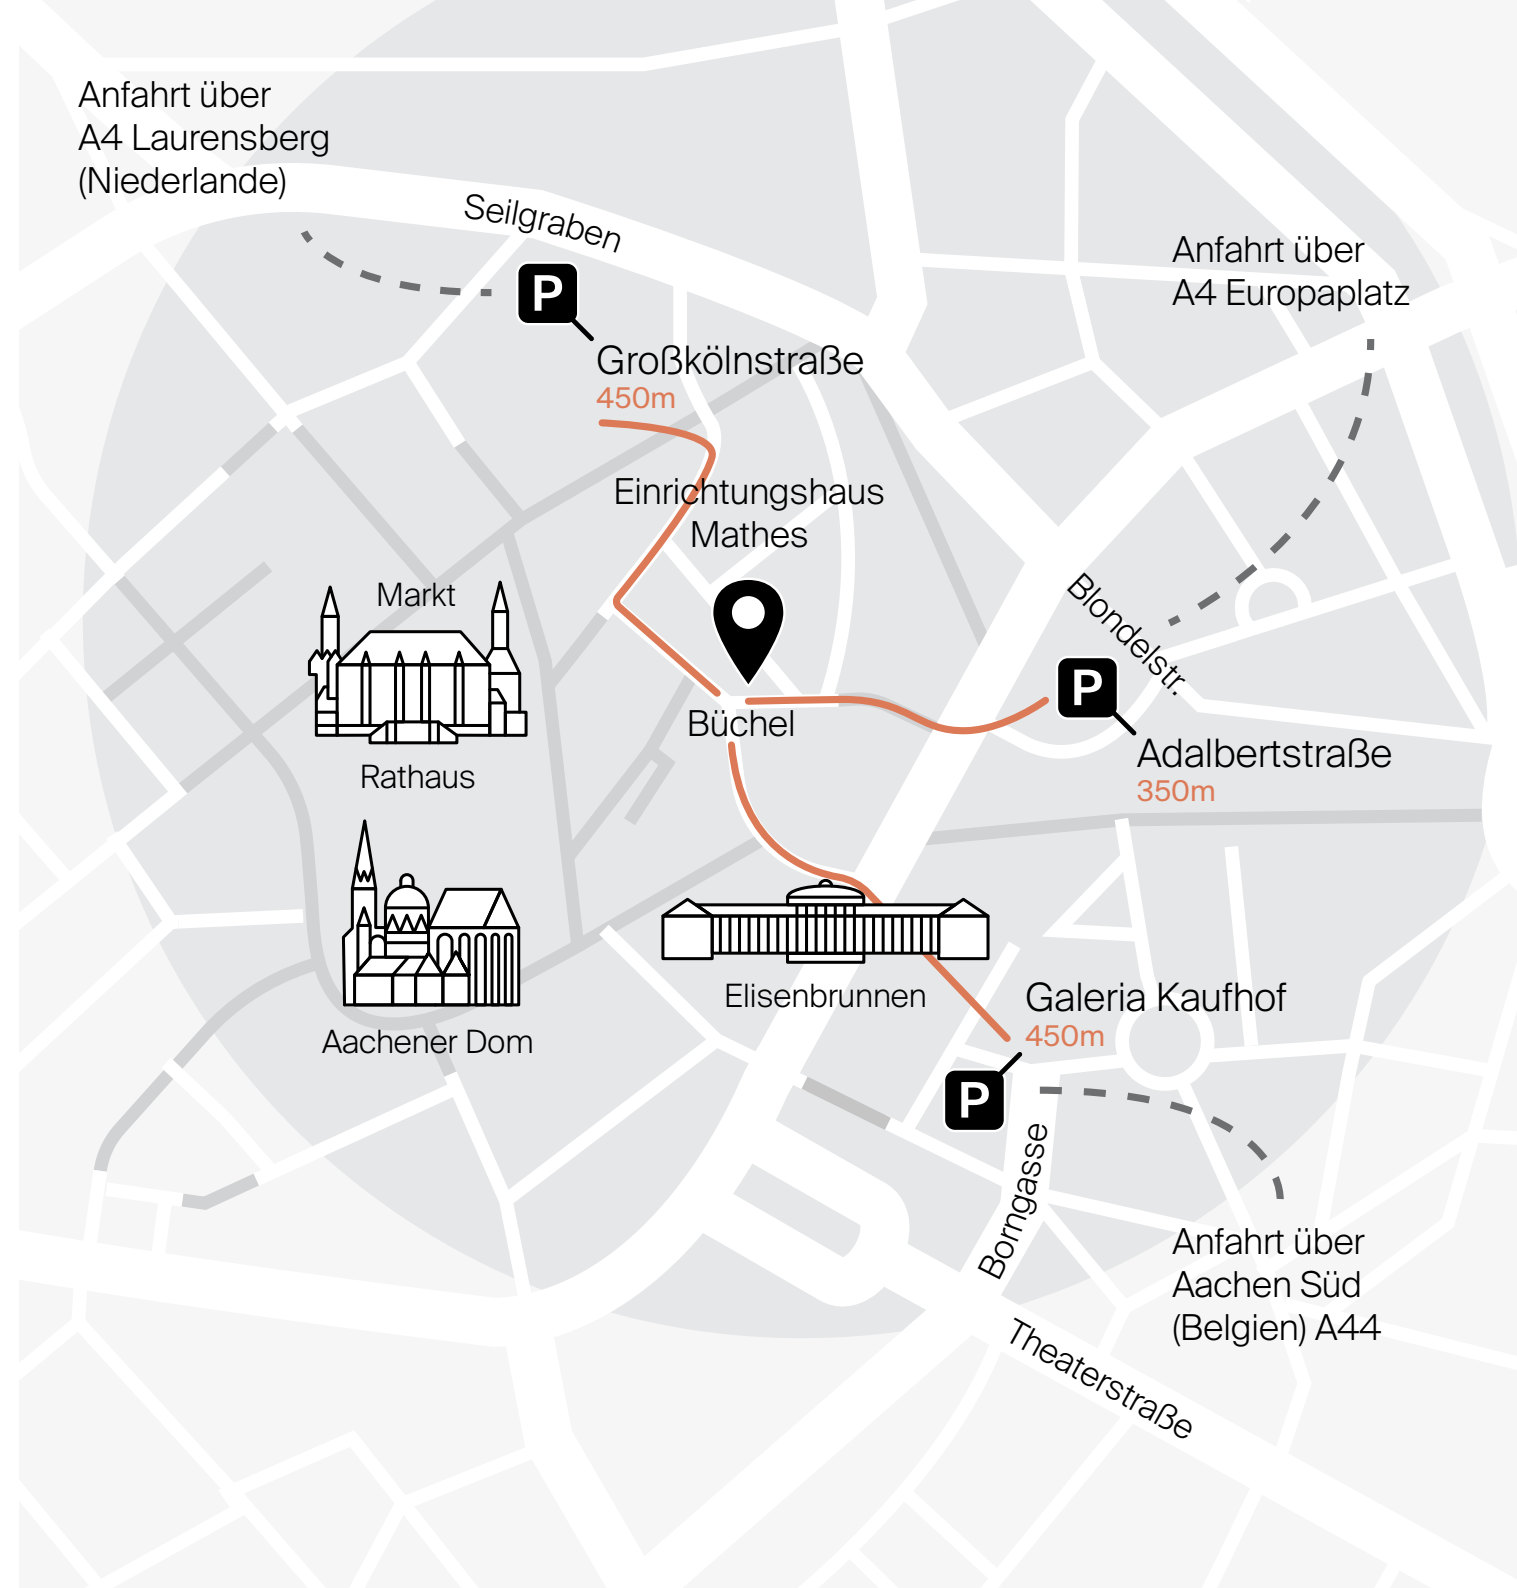 Anfahrt über
A4 Laurensberg
(Niederlande)
Seilgraben
Anfahrt über
A4 Europaplatz
P
Großkölnstraße
450m
Einrichtungshaus
Mathes
Markt
Blondelstr.
P
Büchel
Adalbertstraße
350m
Rathaus
Elisenbrunnen
Galeria Kaufhof
450m
Aachener Dom
P
Borngasse
Anfahrt über
Aachen Süd
(Belgien) A44
Theaterstraße